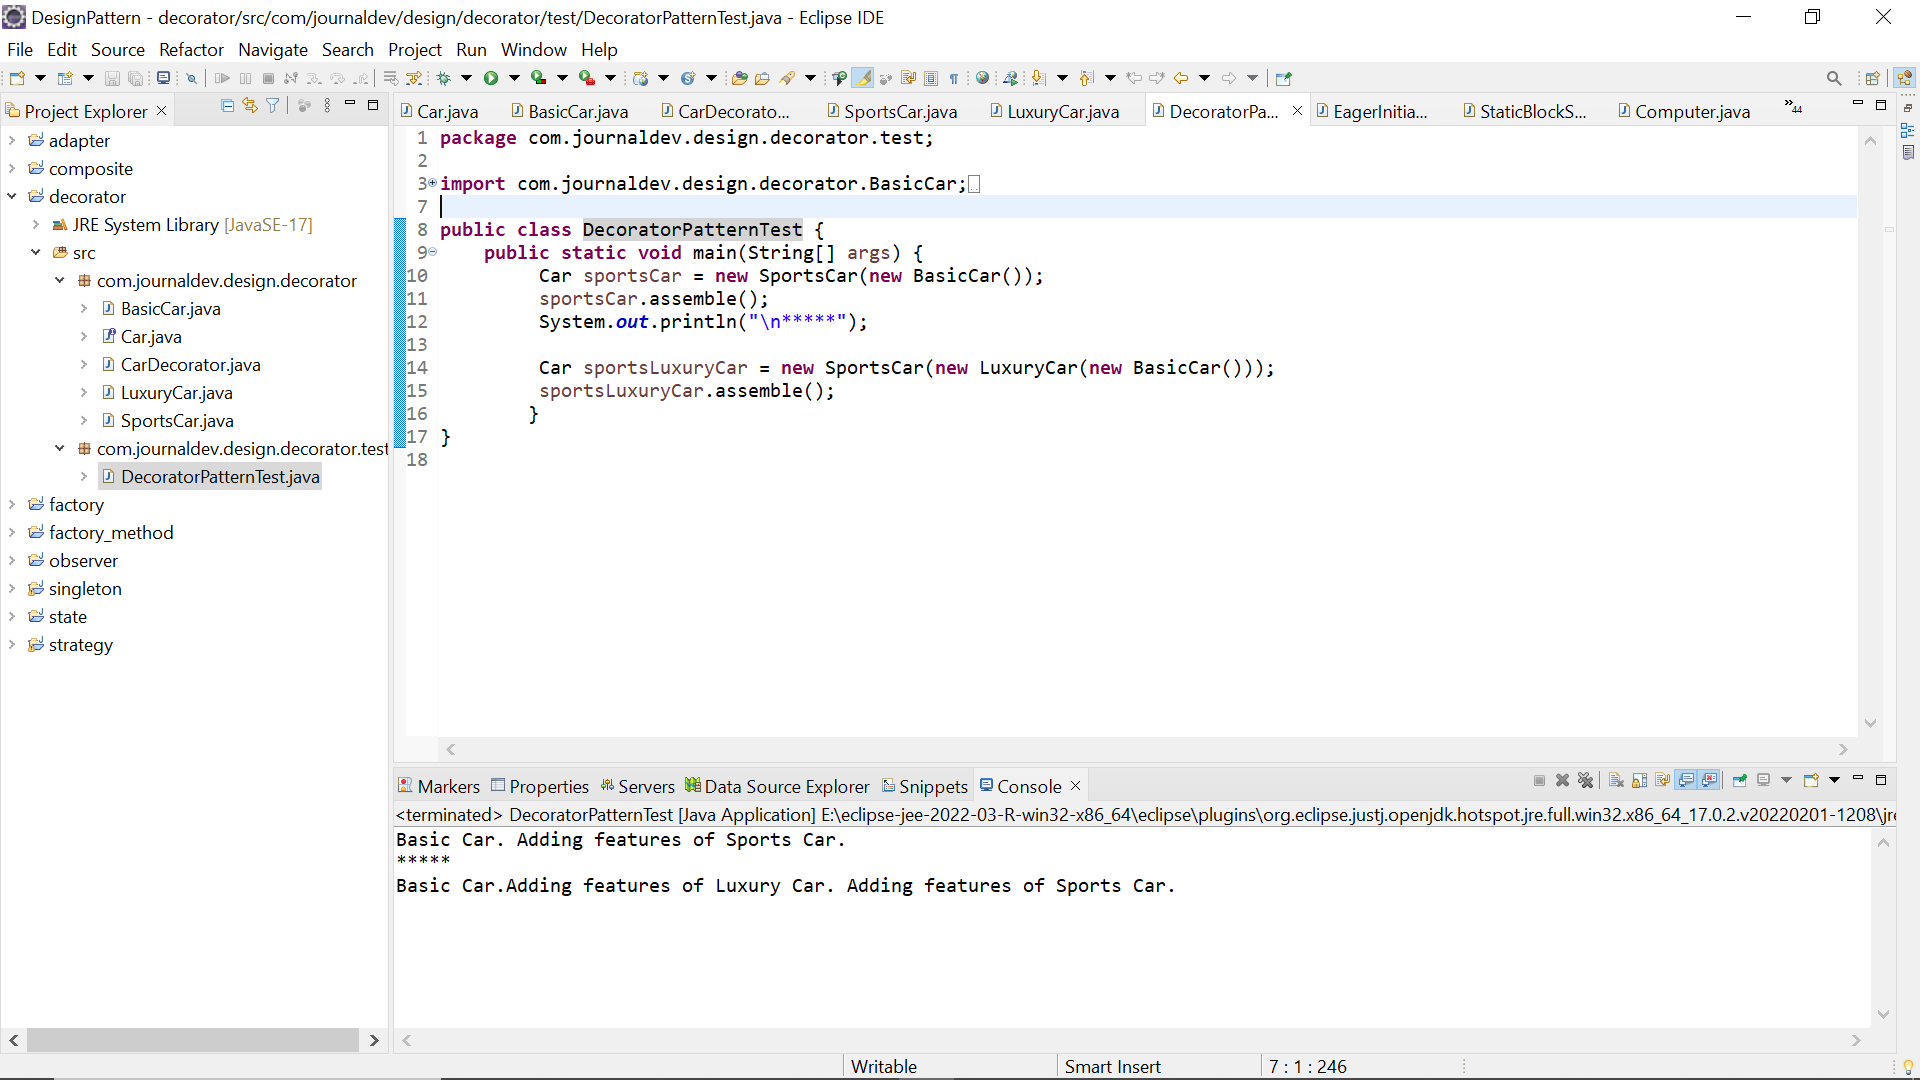 DesignPattern - decorator/src/com/journaldev/design/decorator/test/DecoratorPatternTest.java - Eclipse IDE
File Edit Source Refactor Navigate Search Project Run Window Help
Project Explorer
adapter
composite
decorator
JRE System Library [JavaSE-17]
src
com.journaldev.design.decorator
BasicCar.java
Car.java
CarDecorator.java
LuxuryCar.java
SportsCar.java
com.journaldev.design.decorator.test
DecoratorPatternTest.java
factory
factory_method
observer
singleton
state
strategy
Car.java BasicCar.java CarDecorato... SportsCar.java LuxuryCar.java DecoratorPa... EagerInitia... StaticBlockS... Computer.java »44
1 package com.journaldev.design.decorator.test;
2
3 import com.journaldev.design.decorator.BasicCar;
7
8 public class DecoratorPatternTest {
9 public static void main(String[] args) {
10 Car sportsCar = new SportsCar(new BasicCar());
11 sportsCar.assemble();
12 System.out.println("\n*****");
13
14 Car sportsLuxuryCar = new SportsCar(new LuxuryCar(new BasicCar()));
15 sportsLuxuryCar.assemble();
16 }
17 }
18
Markers Properties Servers Data Source Explorer Snippets Console
<terminated> DecoratorPatternTest [Java Application] E:\eclipse-jee-2022-03-R-win32-x86_64\eclipse\plugins\org.eclipse.justj.openjdk.hotspot.jre.full.win32.x86_64_17.0.2.v20220201-1208\jre
Basic Car. Adding features of Sports Car.
*****
Basic Car.Adding features of Luxury Car. Adding features of Sports Car.
Writable Smart Insert 7 : 1 : 246